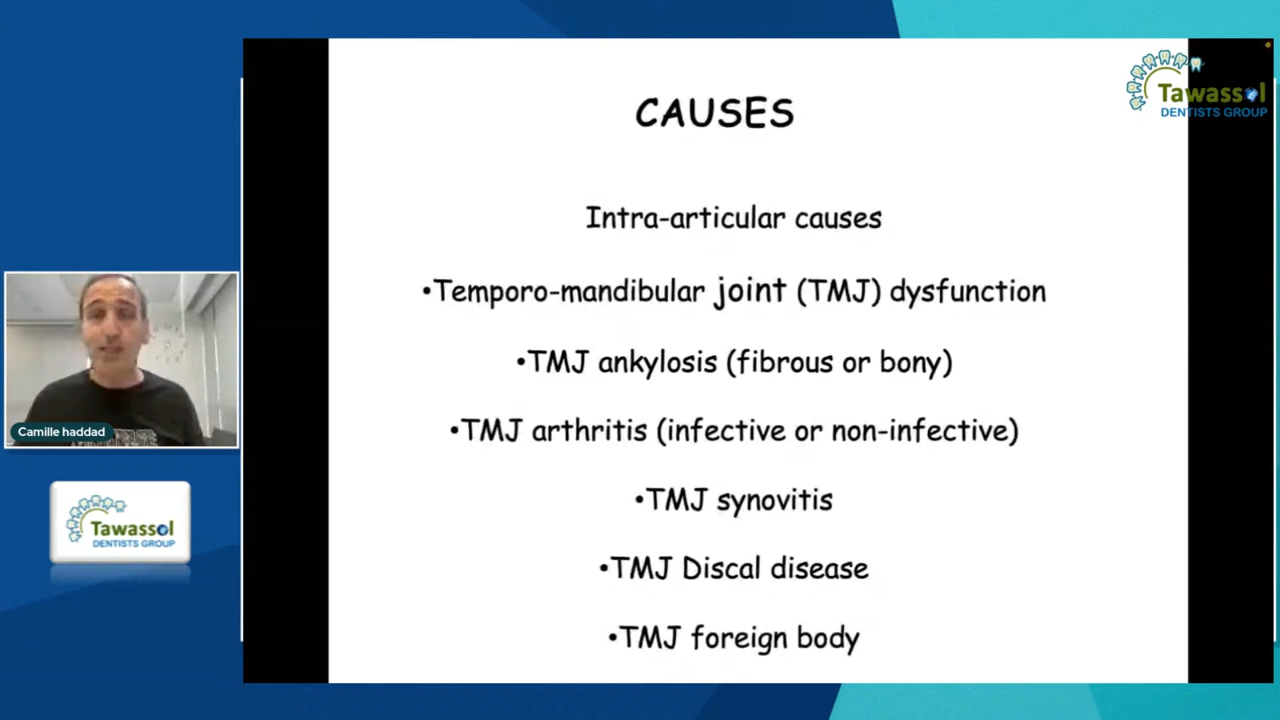 Tawassol
DENTISTS GROUP
CAUSES
Intra-articular causes
•Temporo-mandibular joint (TMJ) dysfunction
•TMJ ankylosis (fibrous or bony)
•TMJ arthritis (infective or non-infective)
•TMJ synovitis
•TMJ Discal disease
•TMJ foreign body
Camille haddad
Tawassol
DENTISTS GROUP